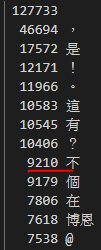 127733
46694 ，
17572 是
12171 ！
11966 。
10583 這
10545 有
10406 ？
9210 不
9179 個
7806 在
7618 博恩
7538 @